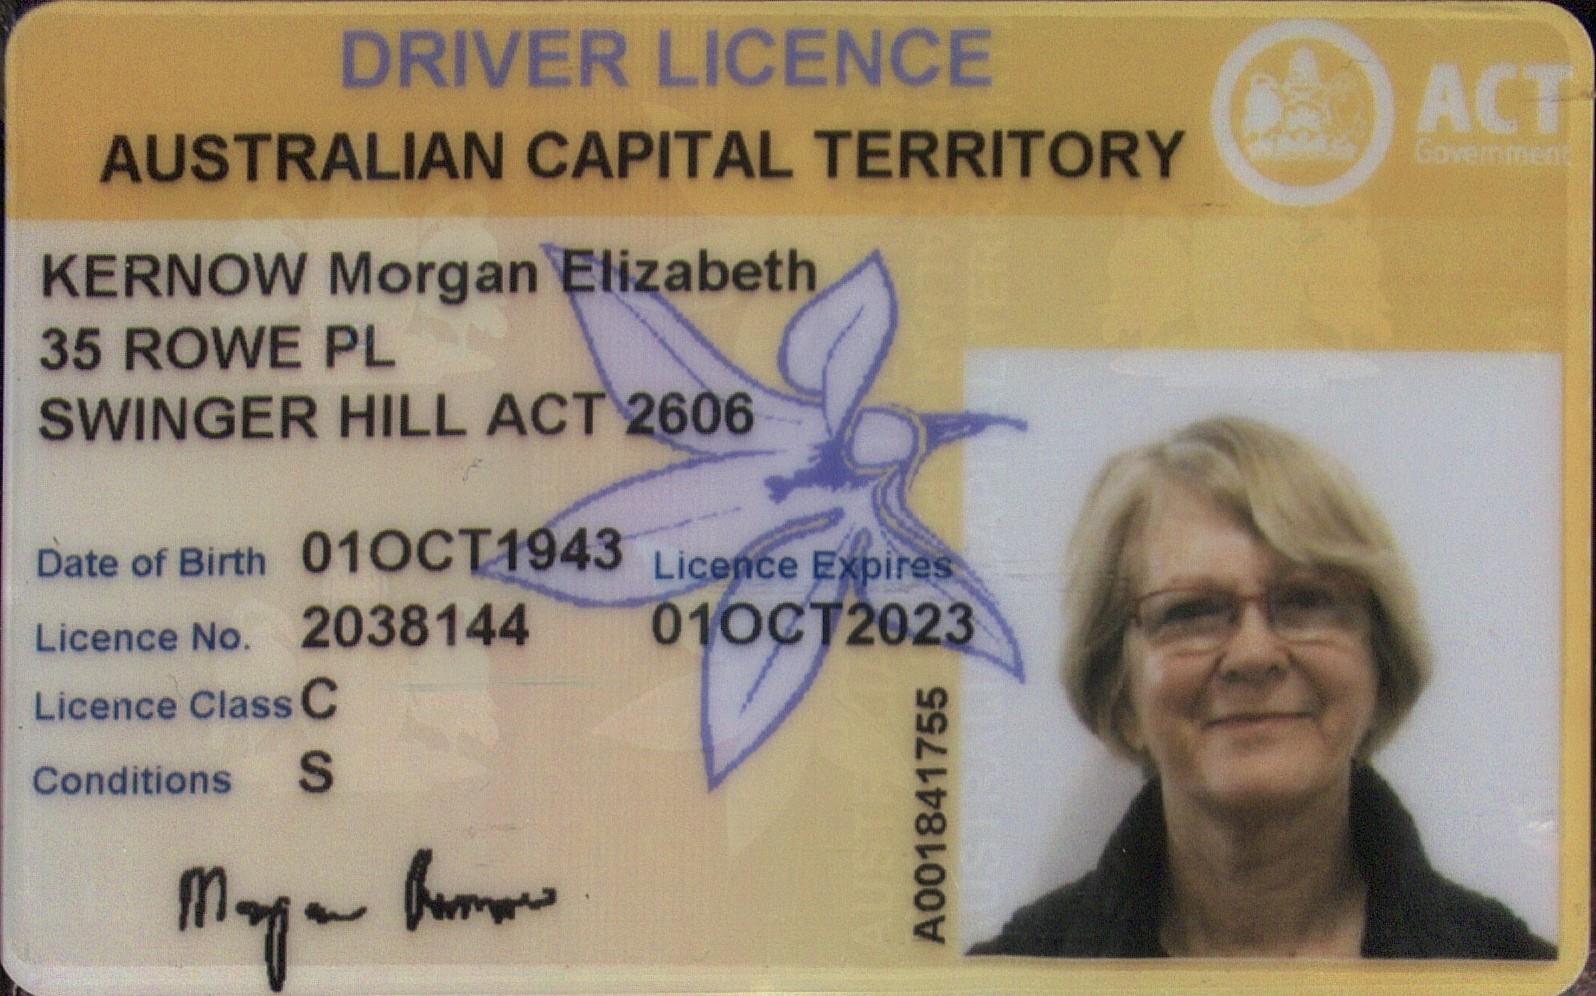 DRIVER LICENCE
AUSTRALIAN CAPITAL TERRITORY
ACT
Government
KERNOW Morgan Elizabeth
35 ROWE PL
SWINGER HILL ACT 2606
Date of Birth 01OCT1943 Licence Expires
Licence No. 2038144 01OCT2023
Licence Class C
Conditions S
A001841755
Morgan